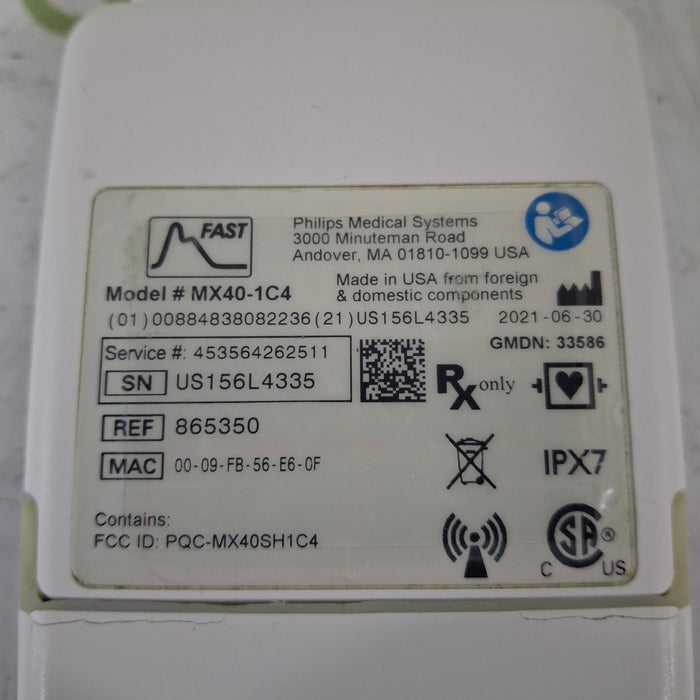 FAST
Philips Medical Systems
3000 Minuteman Road
Andover, MA 01810-1099 USA
Model # MX40-1C4
Made in USA from foreign
& domestic components
(01)00884838082236(21)US156L4335
2021-06-30
Service #: 453564262511
GMDN: 33586
SN US156L4335
Rx only
REF 865350
MAC 00-09-FB-56-E6-0F
IPX7
Contains:
FCC ID: PQC-MX40SH1C4
CSA ®
C US